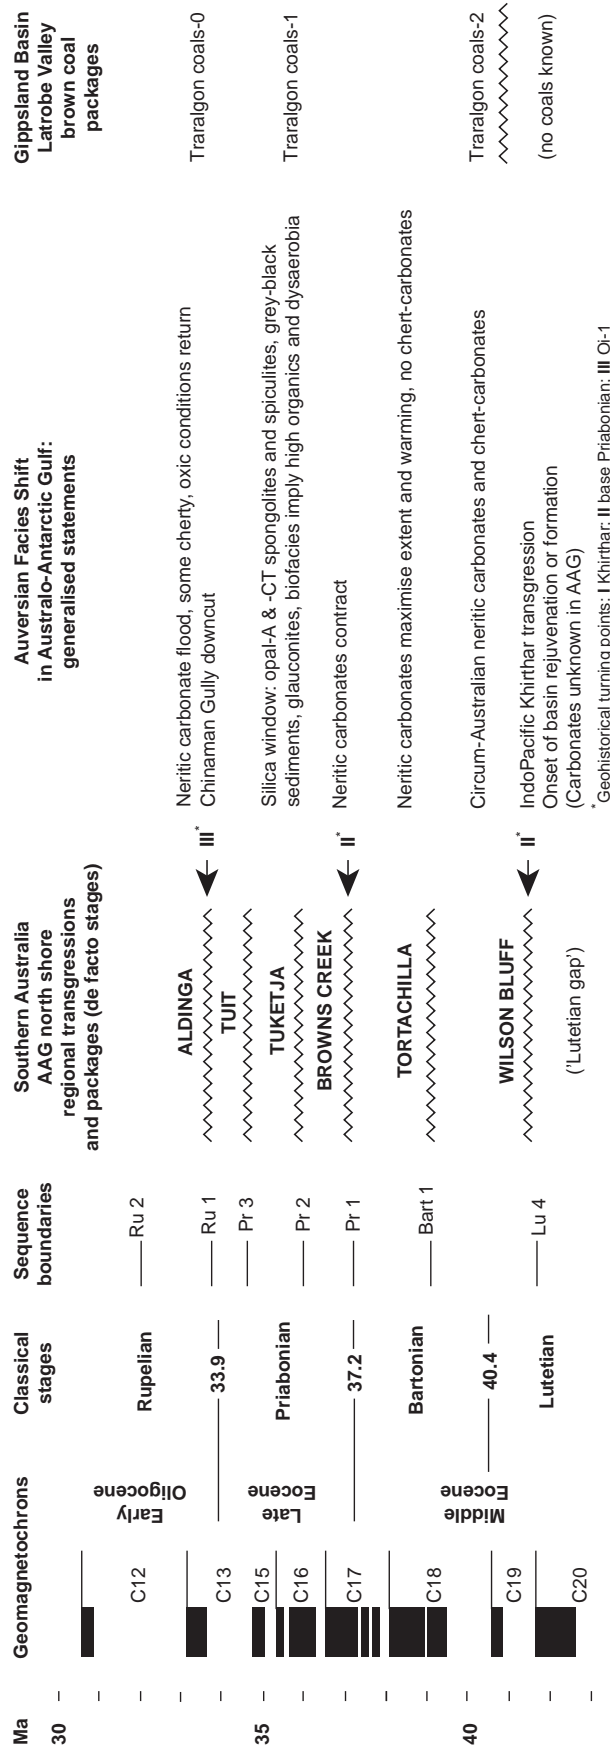 Ma
Geomagnetochrons
Classical
stages
Sequence
boundaries
Southern Australia
AAG north shore
regional transgressions
and packages (de facto stages)
Auversian Facies Shift
in Australo-Antarctic Gulf:
generalised statements
Gippsland Basin
Latrobe Valley
brown coal
packages
30
35
40
C12
C13
C15
C16
C17
C18
C19
C20
Early
Oligocene
Late
Eocene
Middle
Eocene
Rupelian
33.9
Priabonian
37.2
Bartonian
40.4
Lutetian
Ru 2
Ru 1
Pr 3
Pr 2
Pr 1
Bart 1
Lu 4
ALDINGA
TUIT
TUKETJA
BROWNS CREEK
TORTACHILLA
WILSON BLUFF
('Lutetian gap')
III*
II*
II*
Neritic carbonate flood, some cherty, oxic conditions return
Chinaman Gully downcut
Silica window: opal-A & -CT spongolites and spiculites, grey-black
sediments, glauconites, biofacies imply high organics and dysaerobia
Neritic carbonates contract
Neritic carbonates maximise extent and warming, no chert-carbonates
Circum-Australian neritic carbonates and chert-carbonates
IndoPacific Khirthar transgression
Onset of basin rejuvenation or formation
(Carbonates unknown in AAG)
*Geohistorical turning points: I Khirthar; II base Priabonian; III Oi-1
Traralgon coals-0
Traralgon coals-1
Traralgon coals-2
(no coals known)